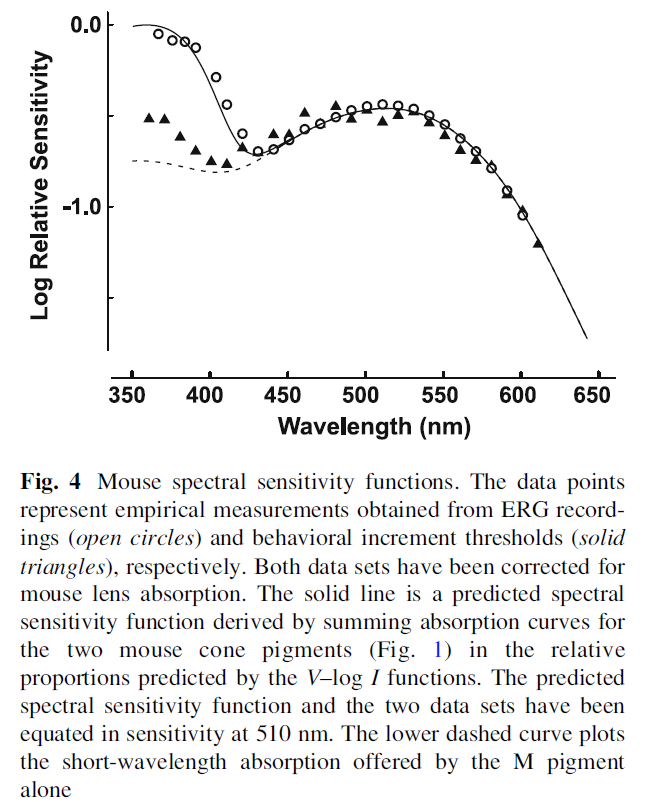 0.0
-1.0
Log Relative Sensitivity
350 400 450 500 550 600 650
Wavelength (nm)
Fig. 4 Mouse spectral sensitivity functions. The data points
represent empirical measurements obtained from ERG record-
ings (open circles) and behavioral increment thresholds (solid
triangles), respectively. Both data sets have been corrected for
mouse lens absorption. The solid line is a predicted spectral
sensitivity function derived by summing absorption curves for
the two mouse cone pigments (Fig. 1) in the relative
proportions predicted by the V–log I functions. The predicted
spectral sensitivity function and the two data sets have been
equated in sensitivity at 510 nm. The lower dashed curve plots
the short-wavelength absorption offered by the M pigment
alone